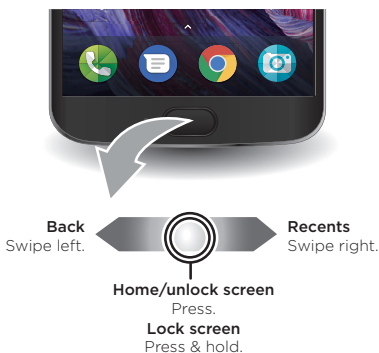 Back
Swipe left.
Recents
Swipe right.
Home/unlock screen
Press.
Lock screen
Press & hold.